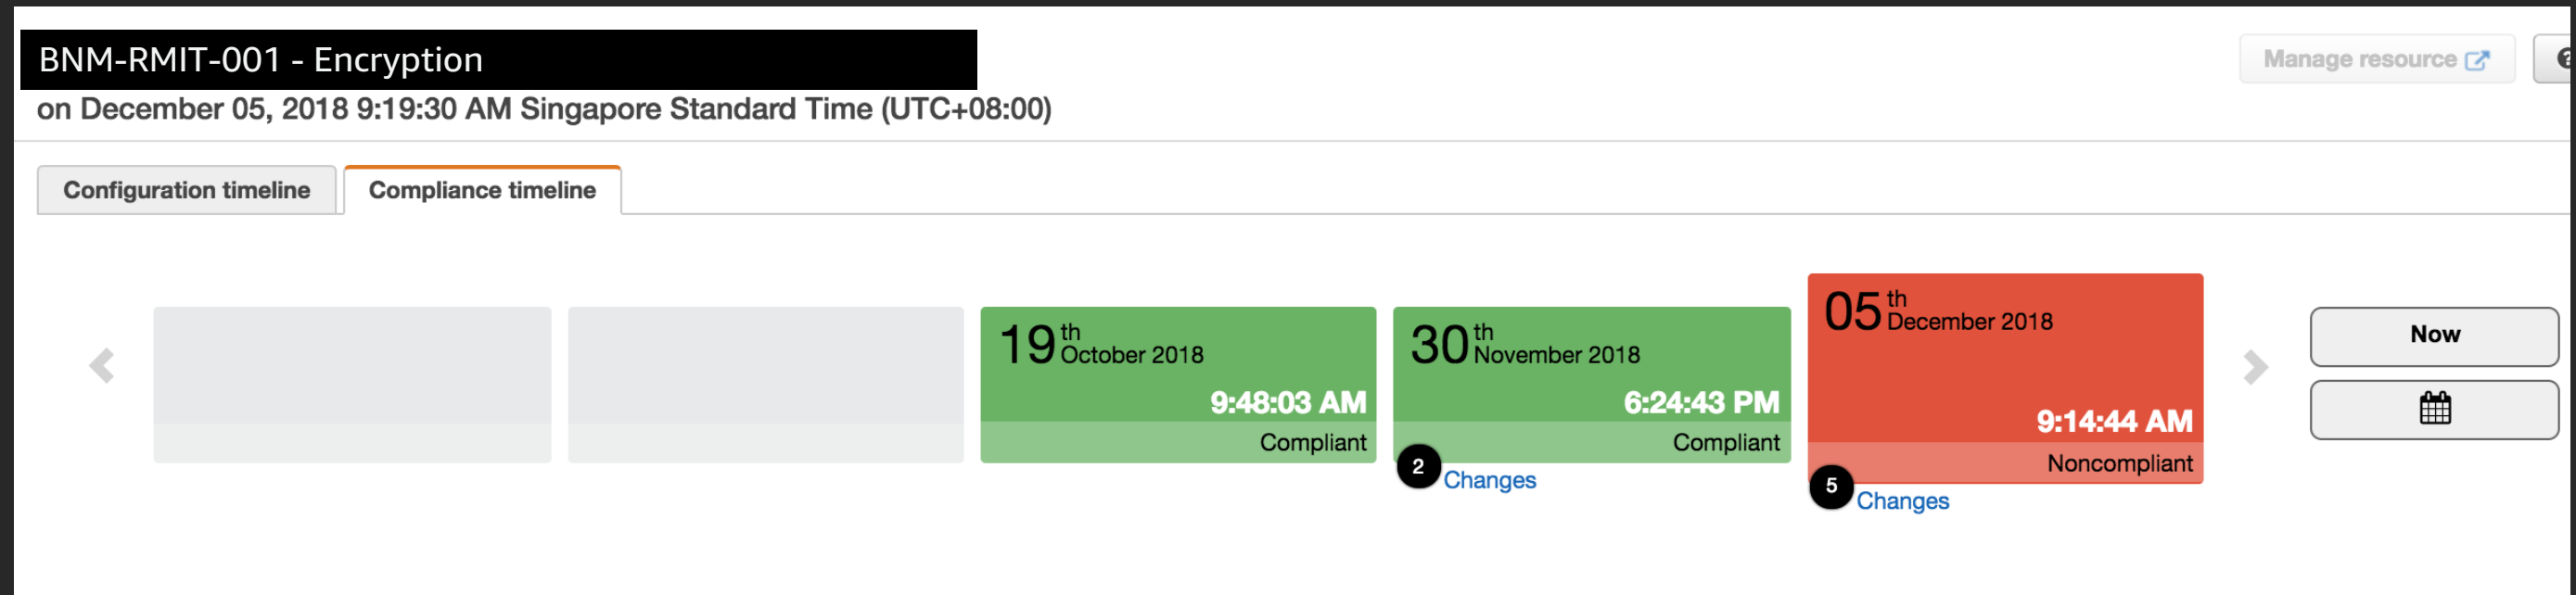 BNM-RMIT-001 - Encryption
Manage resource
on December 05, 2018 9:19:30 AM Singapore Standard Time (UTC+08:00)
Configuration timeline
Compliance timeline
19th October 2018
9:48:03 AM
Compliant
30th November 2018
6:24:43 PM
Compliant
2 Changes
05th December 2018
9:14:44 AM
Noncompliant
5 Changes
Now